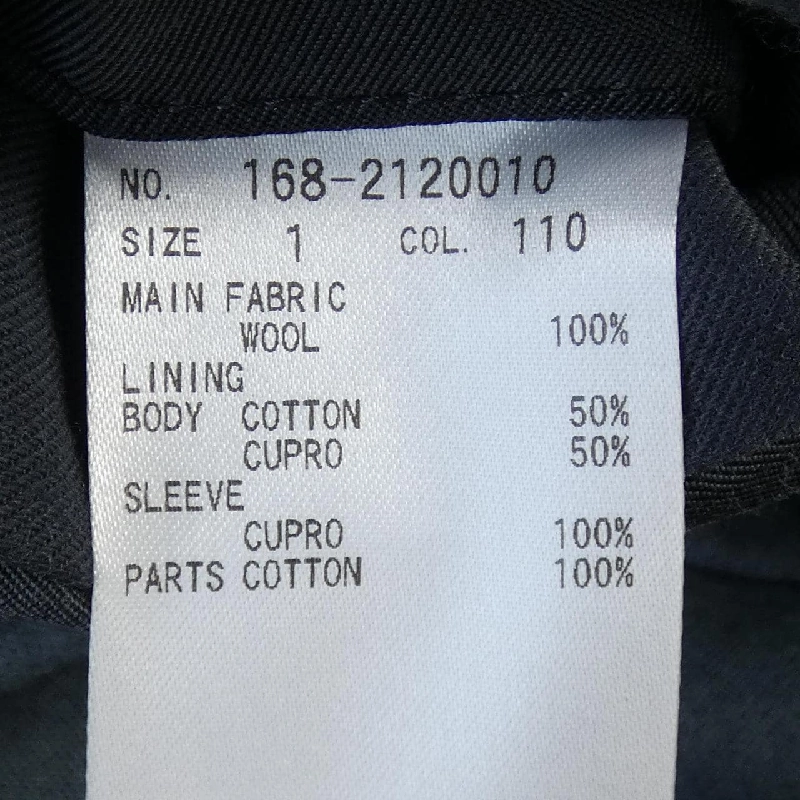 NO. 168-2120010
SIZE 1 COL. 110
MAIN FABRIC
WOOL 100%
LINING
BODY COTTON 50%
CUPRO 50%
SLEEVE
CUPRO 100%
PARTS COTTON 100%